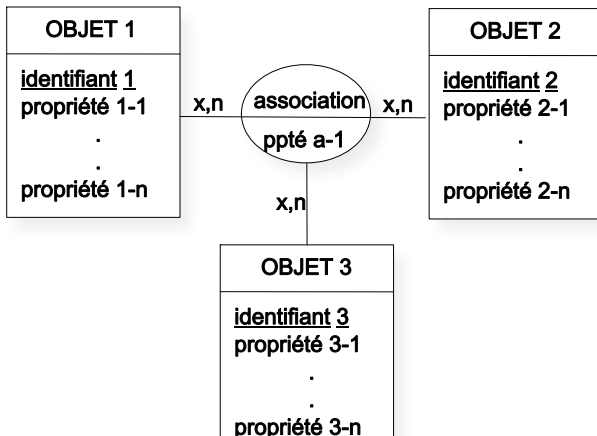 OBJET 1
identifiant 1
propriété 1-1
.
.
propriété 1-n
x,n
association
ppté a-1
x,n
OBJET 2
identifiant 2
propriété 2-1
.
.
propriété 2-n
x,n
OBJET 3
identifiant 3
propriété 3-1
.
.
propriété 3-n